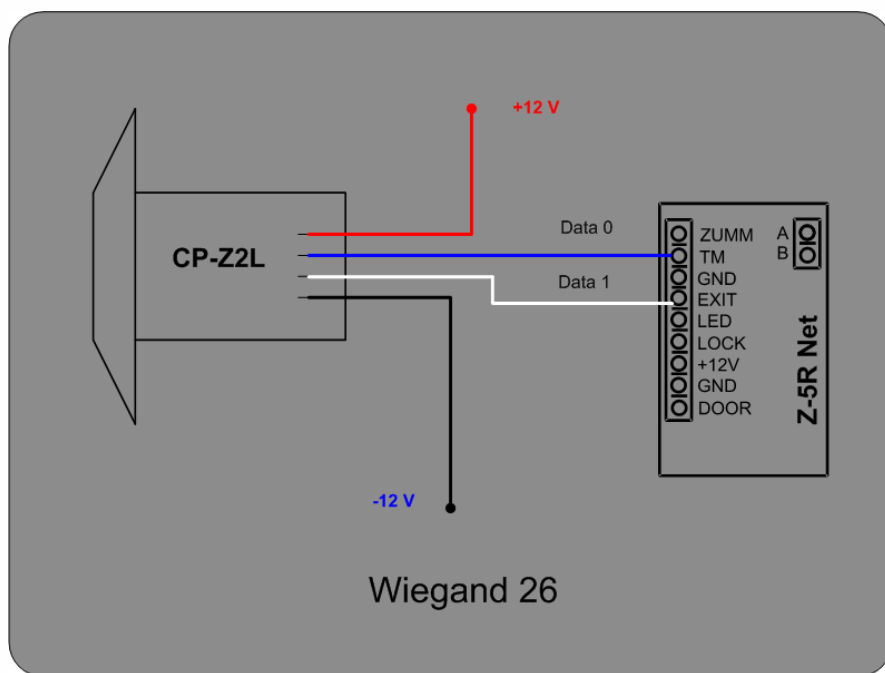 +12 V
Data 0
CP-Z2L
Data 1
-12 V
ZUMM
TM
GND
EXIT
LED
LOCK
+12V
GND
DOOR
A
B
Z-5R Net
Wiegand 26